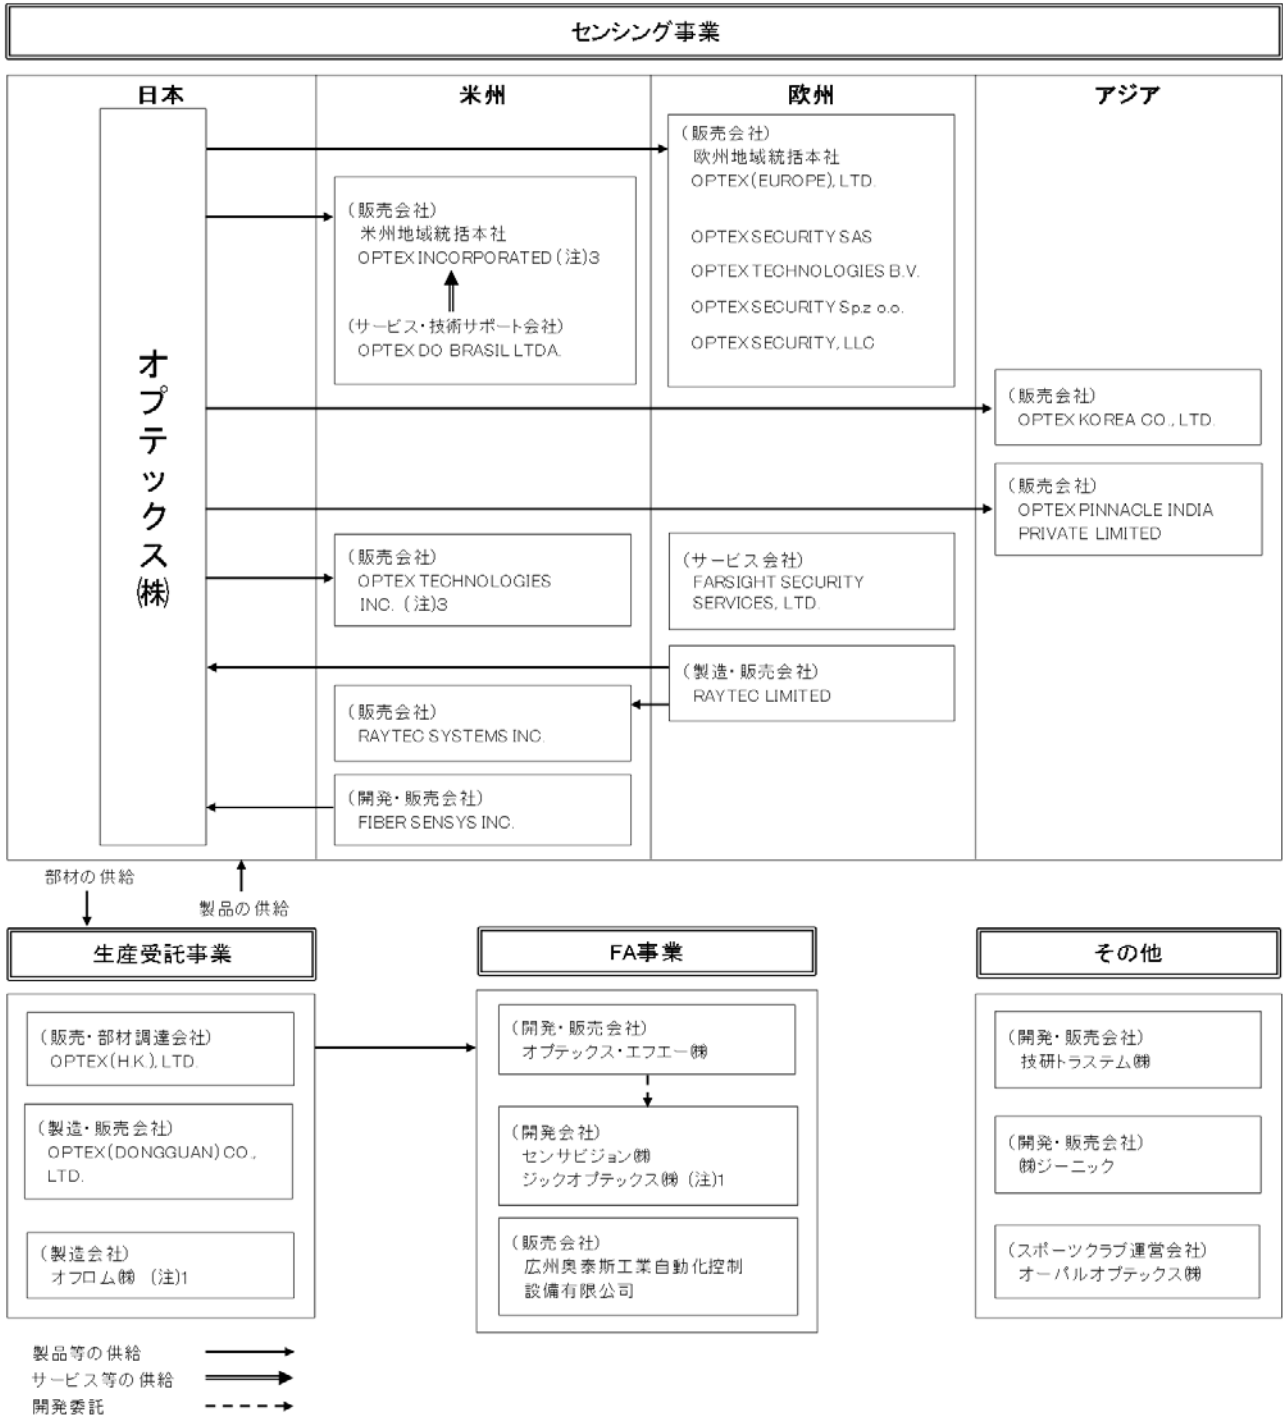 センシング事業
日本
米州
欧州
アジア
オプテックス㈱
(販売会社)
欧州地域統括本社
OPTEX(EUROPE), LTD.
OPTEX SECURITY SAS
OPTEX TECHNOLOGIES B.V.
OPTEX SECURITY Sp.z o.o.
OPTEX SECURITY, LLC
(販売会社)
米州地域統括本社
OPTEX INCORPORATED (注)3
(サービス・技術サポート会社)
OPTEX DO BRASIL LTDA.
(販売会社)
OPTEX KOREA CO., LTD.
(販売会社)
OPTEX PINNACLE INDIA
PRIVATE LIMITED
(販売会社)
OPTEX TECHNOLOGIES
INC. (注)3
(サービス会社)
FARSIGHT SECURITY
SERVICES, LTD.
(製造・販売会社)
RAYTEC LIMITED
(販売会社)
RAYTEC SYSTEMS INC.
(開発・販売会社)
FIBER SENSYS INC.
部材の供給
製品の供給
生産受託事業
(販売・部材調達会社)
OPTEX(H.K.), LTD.
(製造・販売会社)
OPTEX(DONGGUAN) CO.,
LTD.
(製造会社)
オフロム㈱ (注)1
FA事業
(開発・販売会社)
オプテックス・エフエー㈱
(開発会社)
センサビジョン㈱
ジックオプテックス㈱ (注)1
(販売会社)
広州奥泰斯工業自動化控制
設備有限公司
その他
(開発・販売会社)
技研トラステム㈱
(開発・販売会社)
㈱ジーニック
(スポーツクラブ運営会社)
オーパルオプテックス㈱
製品等の供給
サービス等の供給
開発委託